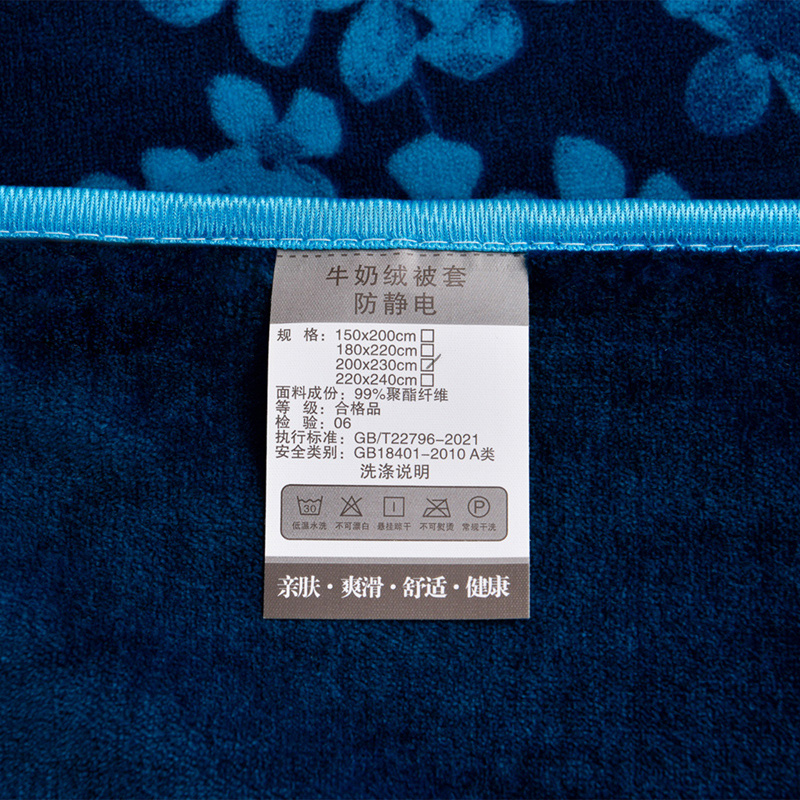 牛奶绒被套
防静电
规 格：150x200cm□
180x220cm□
200x230cm☑
220x240cm□
面料成份：99%聚酯纤维
等 级：合格品
检 验：06
执行标准：GB/T22796-2021
安全类别：GB18401-2010 A类
洗涤说明
30 P
低温水洗 不可漂白 悬挂晾干 不可熨烫 常规干洗
亲肤·爽滑·舒适·健康